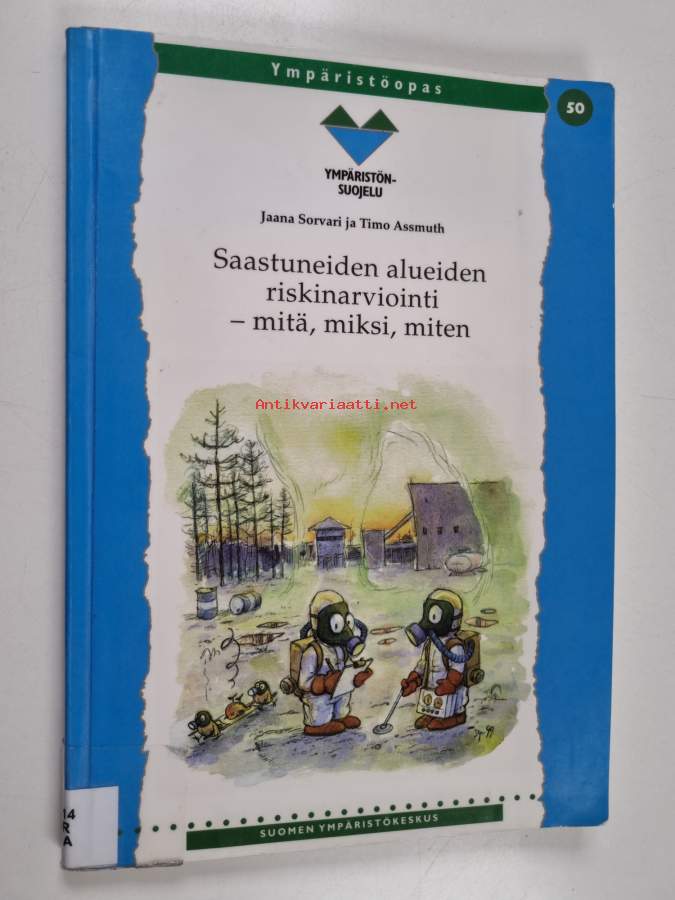 Ympäristöopas
50
YMPÄRISTÖN-
SUOJELU
Jaana Sorvari ja Timo Assmuth
Saastuneiden alueiden
riskinarviointi
– mitä, miksi, miten
Antikvariaatti.net
SUOMEN YMPÄRISTÖKESKUS
14
R
A